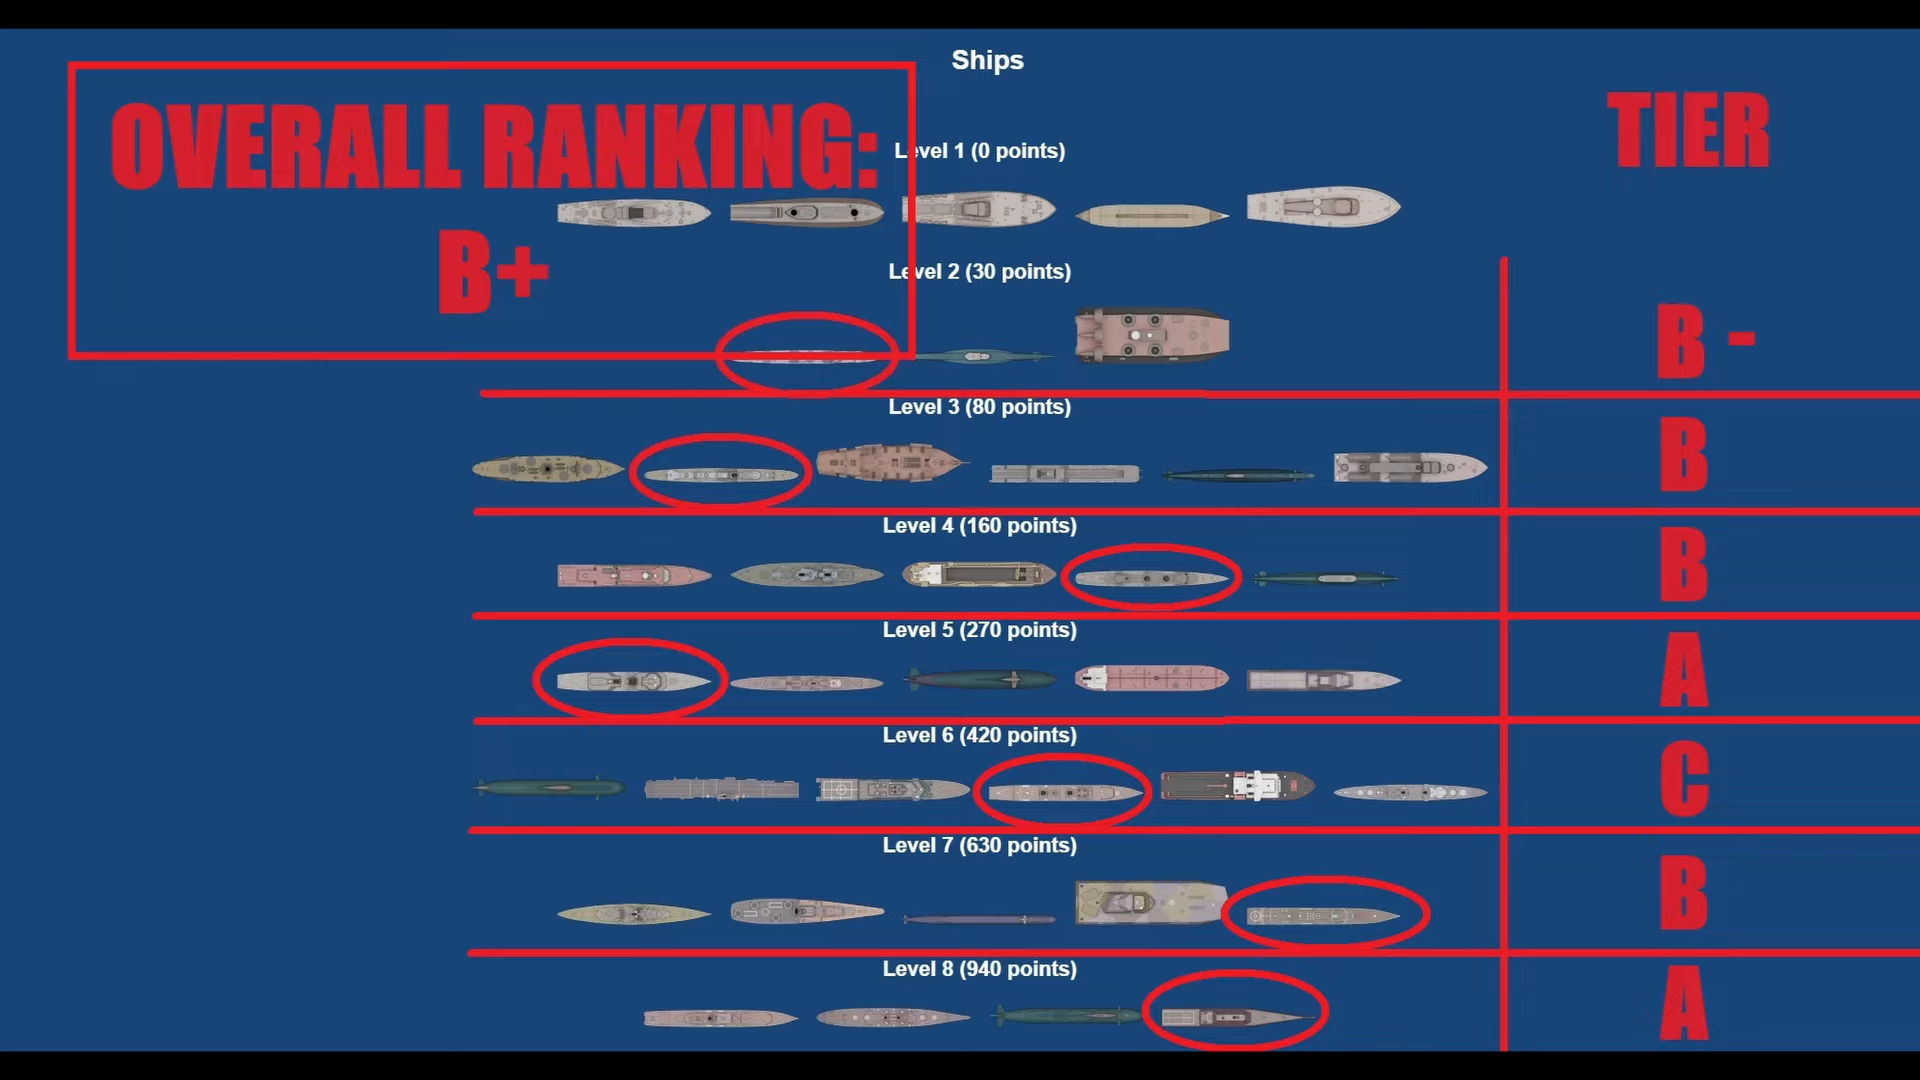 Ships
OVERALL RANKING:
B+
TIER
Level 1 (0 points)
Level 2 (30 points)
B -
Level 3 (80 points)
B
Level 4 (160 points)
B
Level 5 (270 points)
A
Level 6 (420 points)
C
Level 7 (630 points)
B
Level 8 (940 points)
A